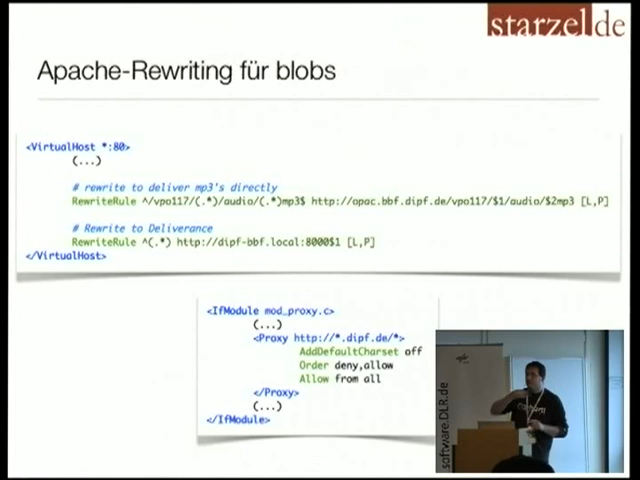 starzel.de
Apache-Rewriting für blobs
<VirtualHost *:80>
(...)
# rewrite to deliver mp3's directly
RewriteRule ^/vpo117/(.*)/audio/(.*)mp3$ http://opac.bbf.dipf.de/vpo117/$1/audio/$2mp3 [L,P]
# Rewrite to Deliverance
RewriteRule ^(.*) http://dipf-bbf.local:8000$1 [L,P]
</VirtualHost>
<IfModule mod_proxy.c>
(...)
<Proxy http://*.dipf.de/*>
AddDefaultCharset off
Order deny,allow
Allow from all
</Proxy>
(...)
</IfModule>
software.DLR.de